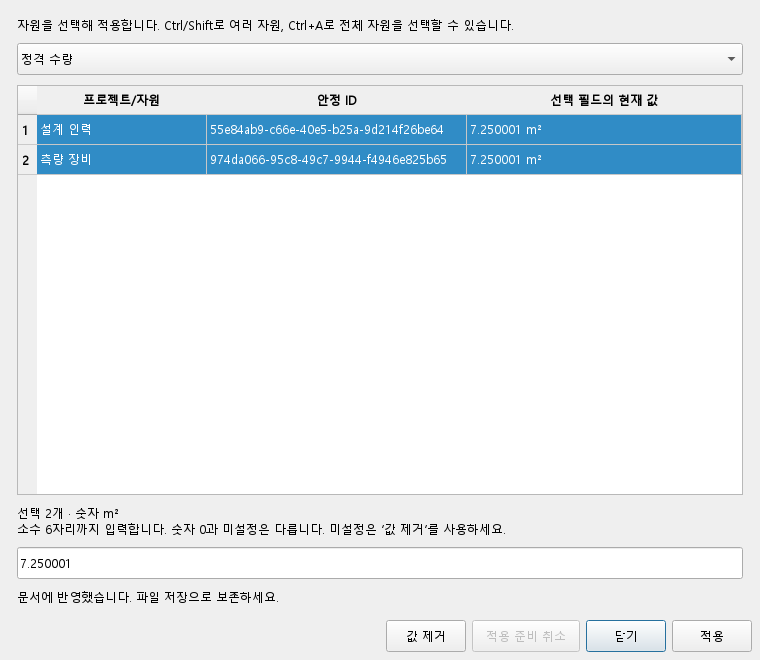 자원을 선택해 적용합니다. Ctrl/Shift로 여러 자원, Ctrl+A로 전체 자원을 선택할 수 있습니다.
정격 수량
프로젝트/자원 안정 ID 선택 필드의 현재 값
1 설계 인력 55e84ab9-c66e-40e5-b25a-9d214f26be64 7.250001 m²
2 측량 장비 974da066-95c8-49c7-9944-f4946e825b65 7.250001 m²
선택 2개 · 숫자 m²
소수 6자리까지 입력합니다. 숫자 0과 미설정은 다릅니다. 미설정은 '값 제거'를 사용하세요.
7.250001
문서에 반영했습니다. 파일 저장으로 보존하세요.
값 제거 적용 준비 취소 닫기 적용